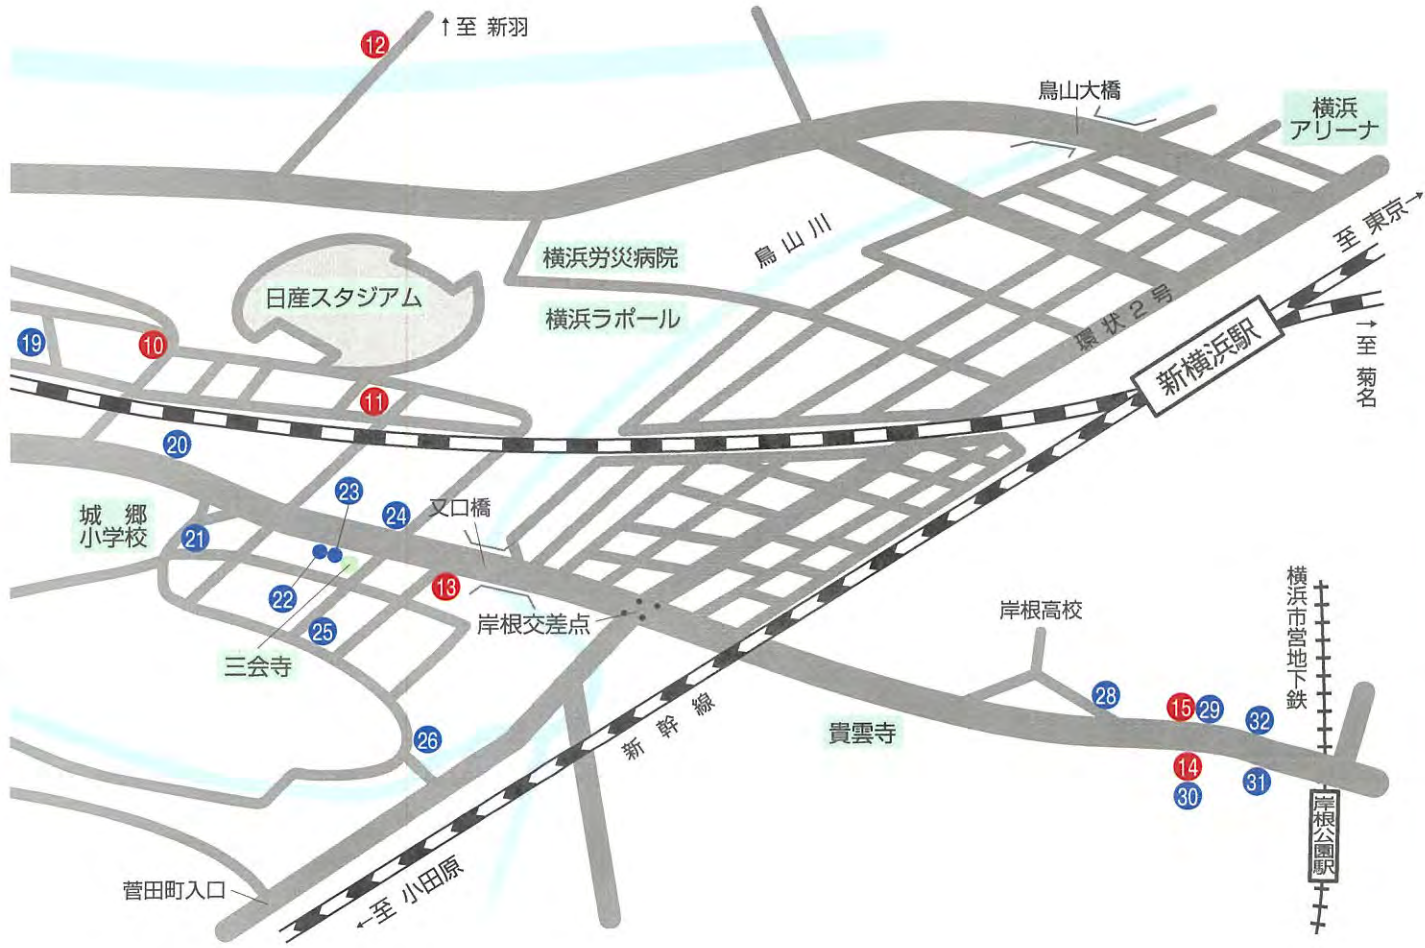 12
↑至 新羽
鳥山大橋
横浜
アリーナ
至 東京→
鳥山川
横浜労災病院
日産スタジアム
横浜ラポール
環状2号
新横浜駅
→至 菊名
19
10
11
20
23
24
又口橋
城 郷
小学校
21
22
13
25
岸根交差点
三会寺
岸根高校
横浜市営地下鉄
28
15
29
32
新幹線
貴雲寺
26
14
30
31
岸根公園駅
菅田町入口
←至 小田原